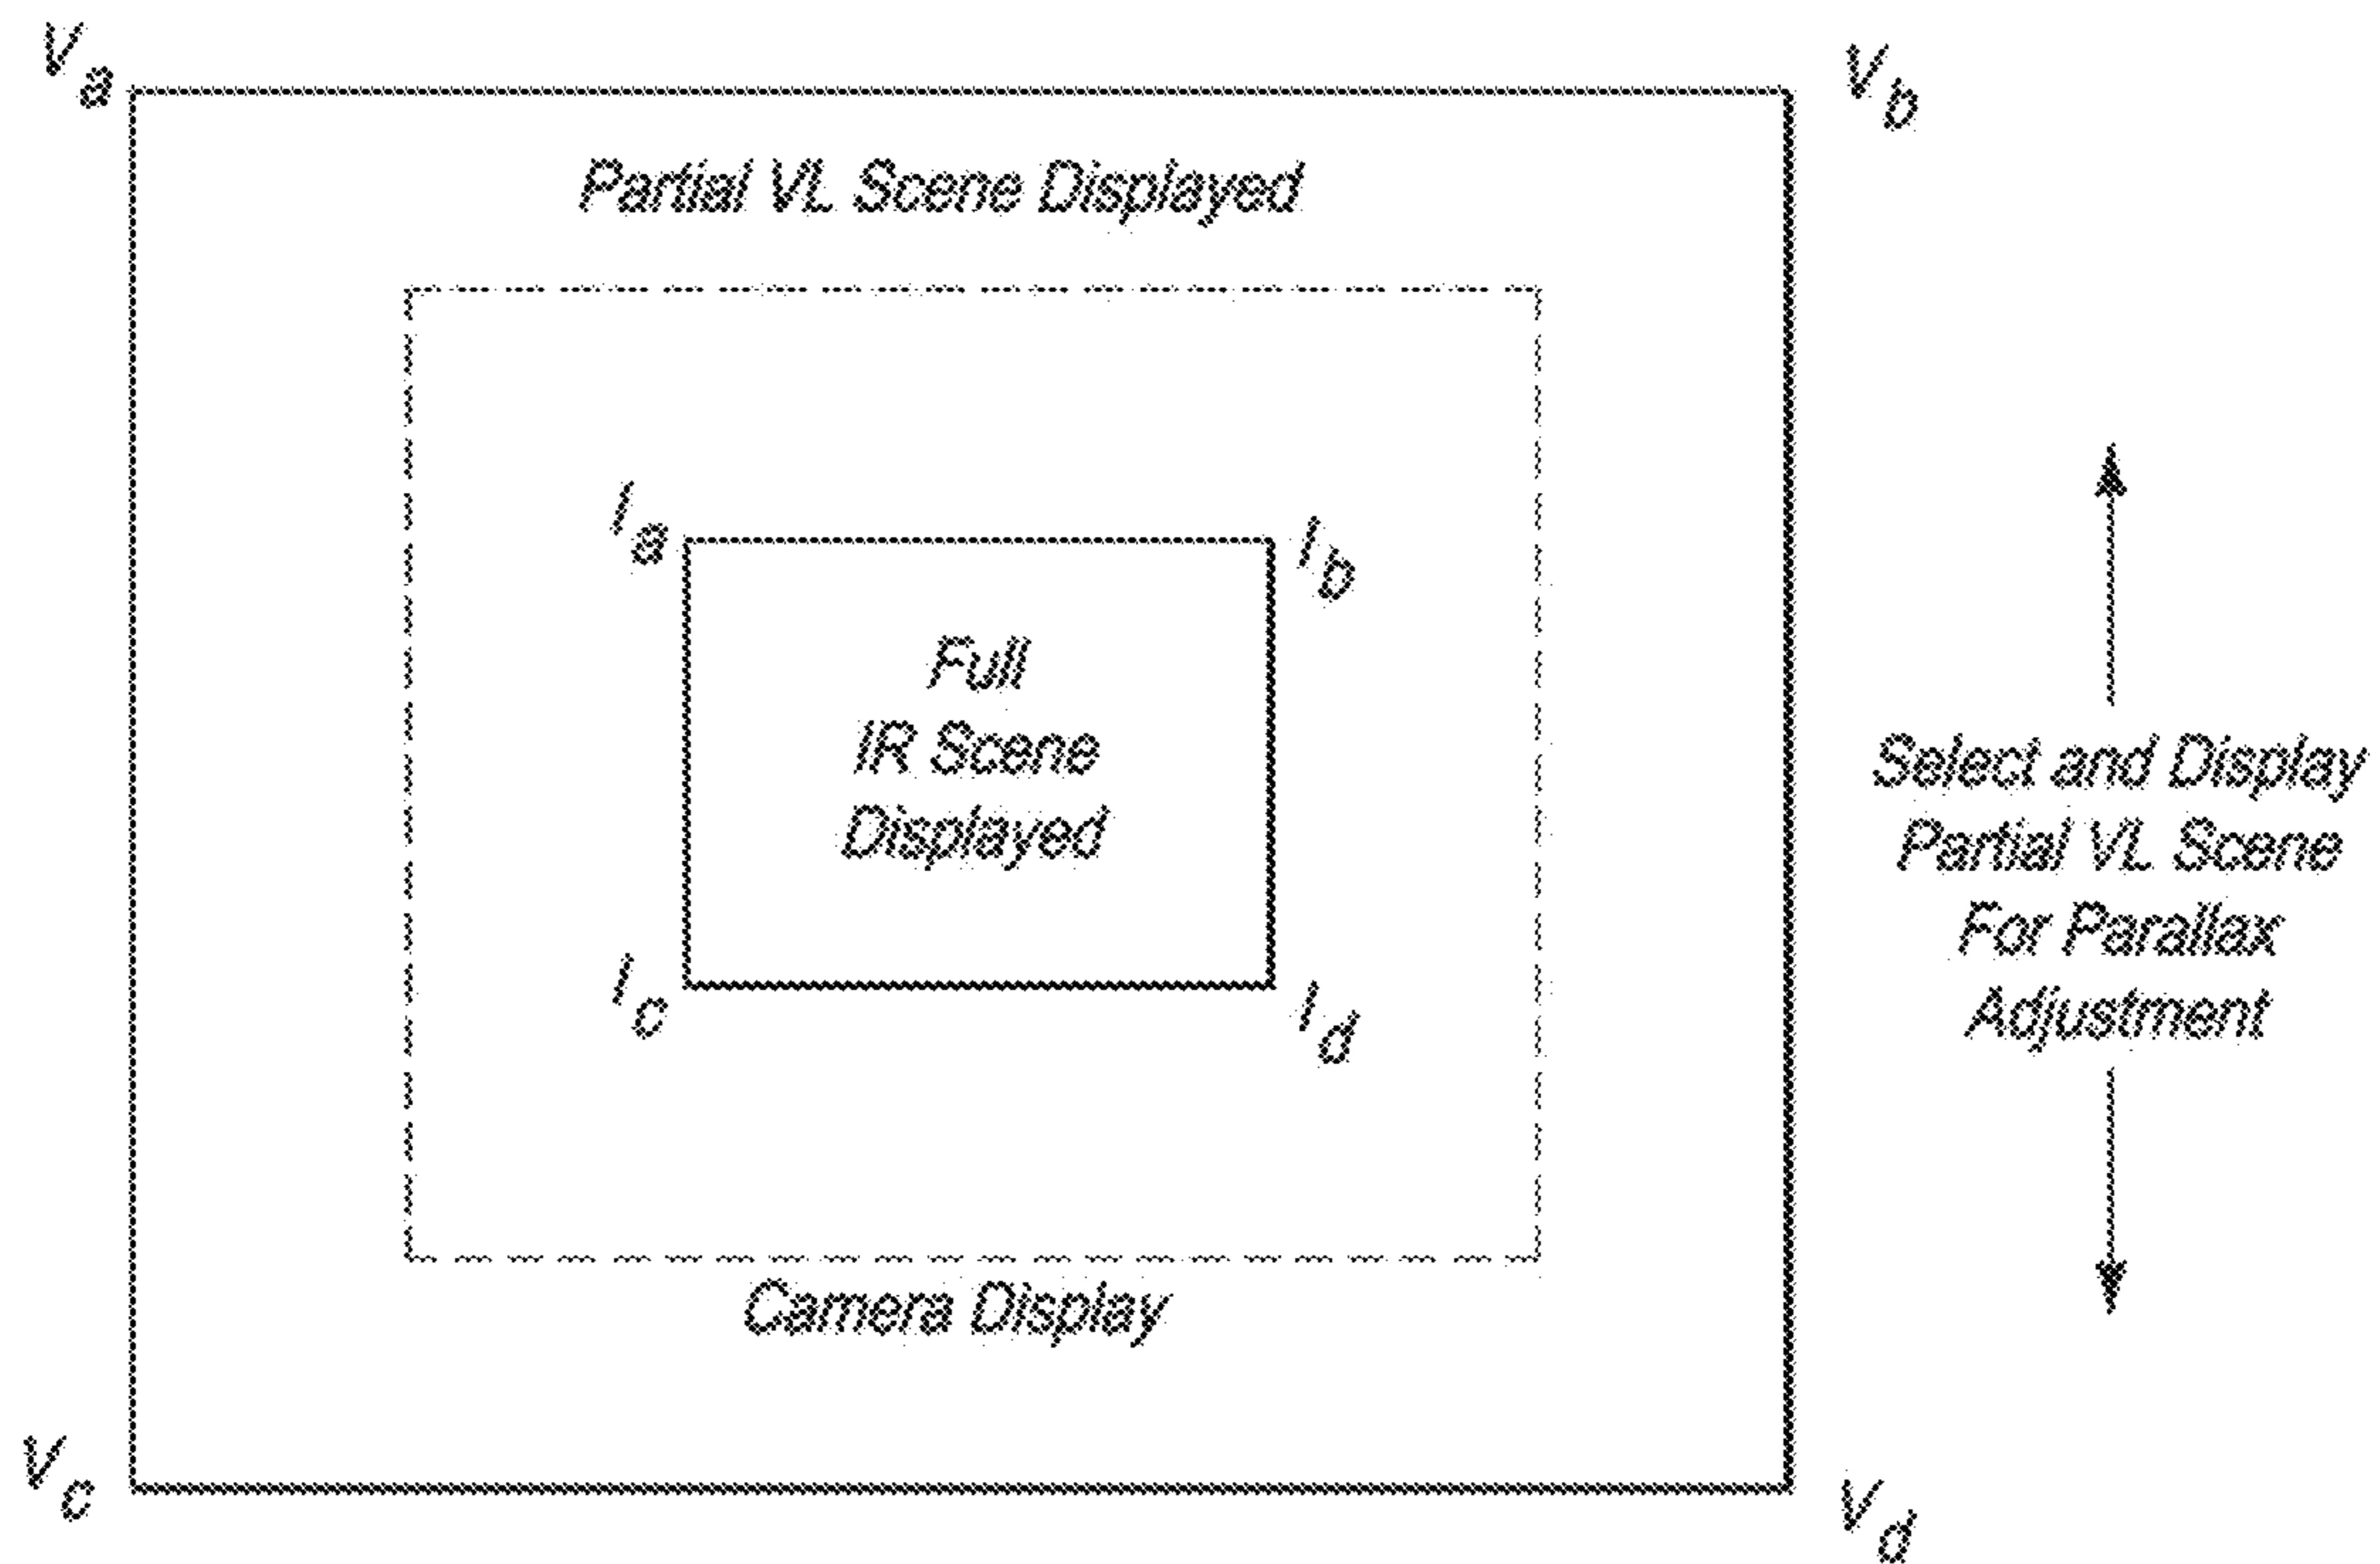 Va
Vb
Partial VL Scene Displayed
Ia
Ib
Full
IR Scene
Displayed
Ic
Id
Select and Display
Partial VL Scene
For Parallax
Adjustment
Camera Display
Vc
Vd